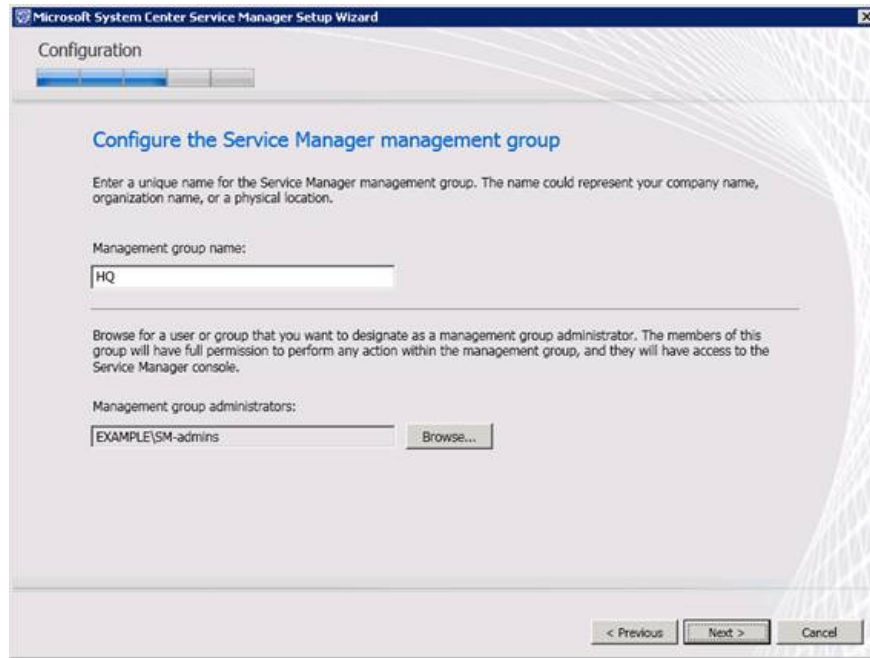 Microsoft System Center Service Manager Setup Wizard
Configuration
Configure the Service Manager management group
Enter a unique name for the Service Manager management group. The name could represent your company name,
organization name, or a physical location.
Management group name:
HQ
Browse for a user or group that you want to designate as a management group administrator. The members of this
group will have full permission to perform any action within the management group, and they will have access to the
Service Manager console.
Management group administrators:
EXAMPLE\SM-admins
Browse...
< Previous
Next >
Cancel